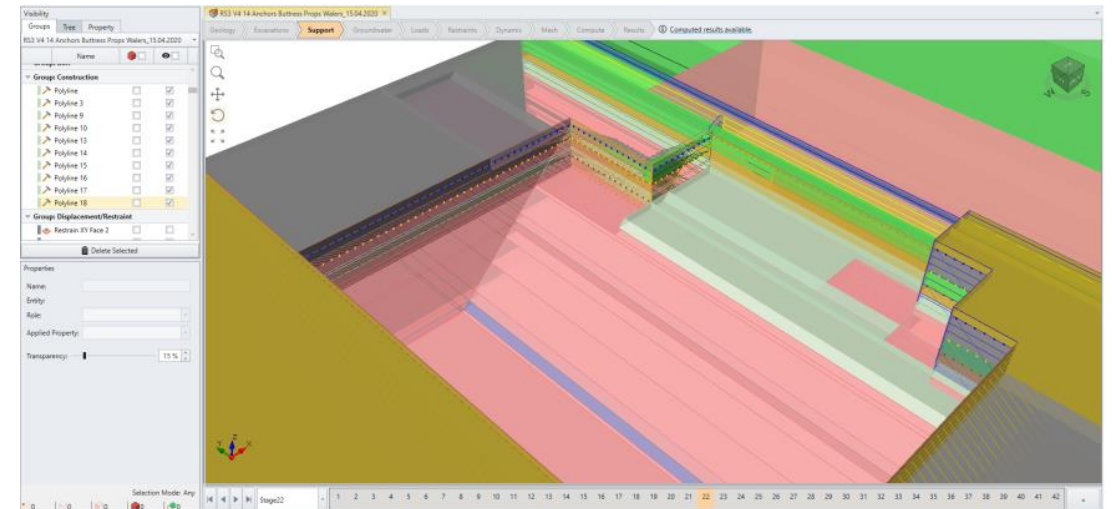 Visibility
Groups Tree Property
RS3 V4 14 Anchors Buttress Props Walers_15.04.2020
Name
Group: Construction
Polyline
Polyline 3
Polyline 9
Polyline 10
Polyline 13
Polyline 14
Polyline 15
Polyline 16
Polyline 17
Polyline 18
Group: Displacement/Restraint
Restrain XY Face 2
Delete Selected
Properties
Name:
Entity:
Role:
Applied Property:
Transparency: 15 %
Selection Mode: Any
0 0 0 0 0
RS3 V4 14 Anchors Buttress Props Walers_15.04.2020
Geology Excavations Support Groundwater Loads Restraints Dynamic Mesh Compute Results Computed results available.
Z
Y X
Stage22 1 2 3 4 5 6 7 8 9 10 11 12 13 14 15 16 17 18 19 20 21 22 23 24 25 26 27 28 29 30 31 32 33 34 35 36 37 38 39 40 41 42